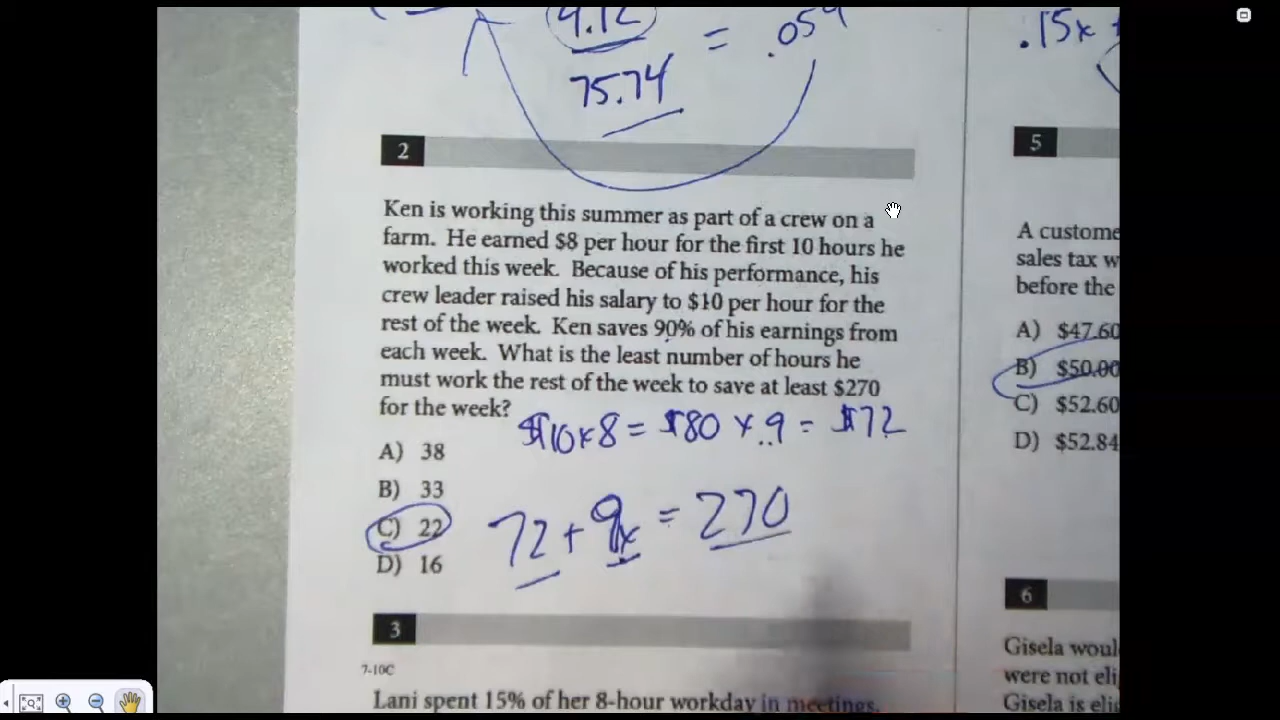 4.12
75.74
= .054
.15x
2
Ken is working this summer as part of a crew on a
farm. He earned $8 per hour for the first 10 hours he
worked this week. Because of his performance, his
crew leader raised his salary to $10 per hour for the
rest of the week. Ken saves 90% of his earnings from
each week. What is the least number of hours he
must work the rest of the week to save at least $270
for the week?
$10x8 = $80 x .9 = $72
A) 38
B) 33
C) 22
D) 16
72 + 9x = 270
3
7-10C
Lani spent 15% of her 8-hour workday in meetings.
5
A custome
sales tax w
before the
A) $47.60
B) $50.00
C) $52.60
D) $52.84
6
Gisela woul
were not eli
Gisela is elig